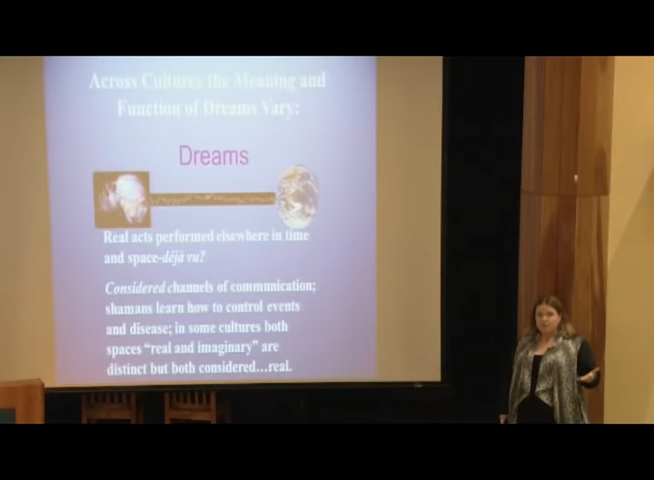 Across Cultures the Meaning and
Function of Dreams Vary:
Dreams
Real acts performed elsewhere in time
and space-déjà vu?
Considered channels of communication;
shamans learn how to control events
and disease; in some cultures both
spaces “real and imaginary” are
distinct but both considered…real.